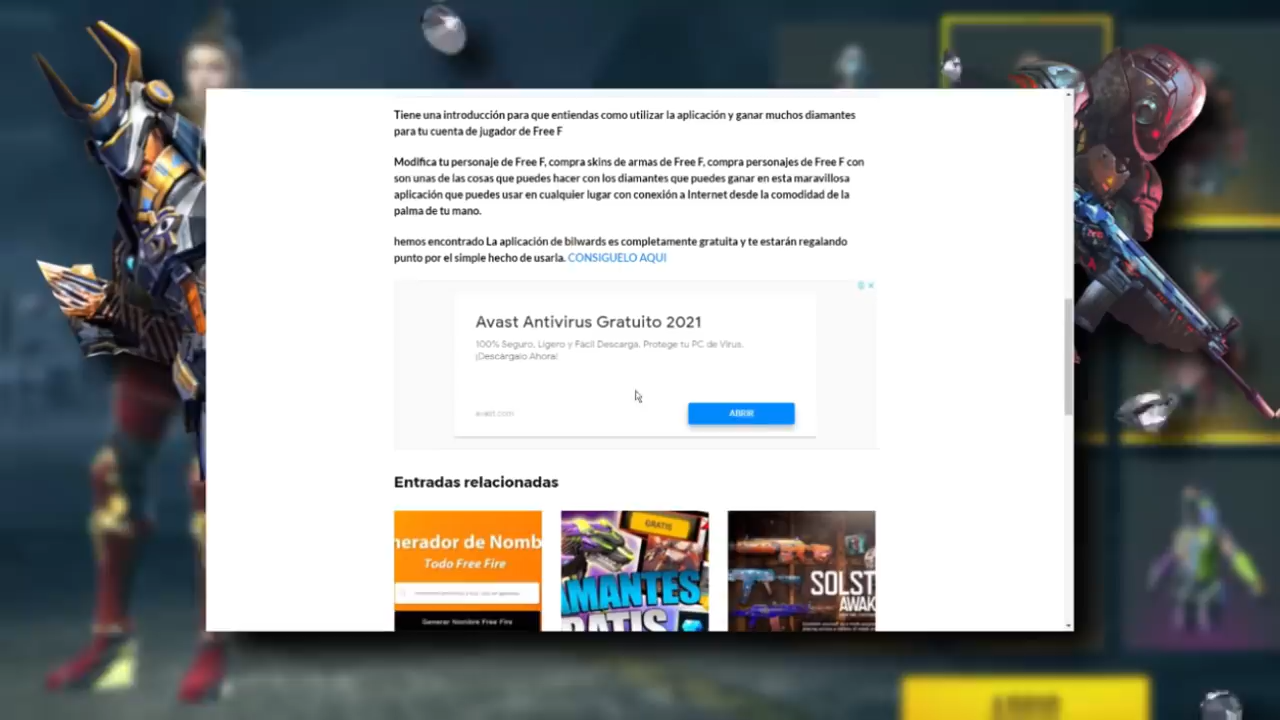 Tiene una introducción para que entiendas como utilizar la aplicación y ganar muchos diamantes
para tu cuenta de jugador de Free F
Modifica tu personaje de Free F, compra skins de armas de Free F, compra personajes de Free F con
son unas de las cosas que puedes hacer con los diamantes que puedes ganar en esta maravillosa
aplicación que puedes usar en cualquier lugar con conexión a Internet desde la comodidad de la
palma de tu mano.
hemos encontrado La aplicación de bilwards es completamente gratuita y te estarán regalando
punto por el simple hecho de usarla. CONSIGUELO AQUI
Avast Antivirus Gratuito 2021
100% Seguro, Ligero y Fácil Descarga. Protege tu PC de Virus.
¡Descárgalo Ahora!
avast.com
ABRIR
Entradas relacionadas
nerador de Nomb
Todo Free Fire
Generar Nombre Free Fire
GRATIS
AMANTES
RATIS
SOLST
AWAK